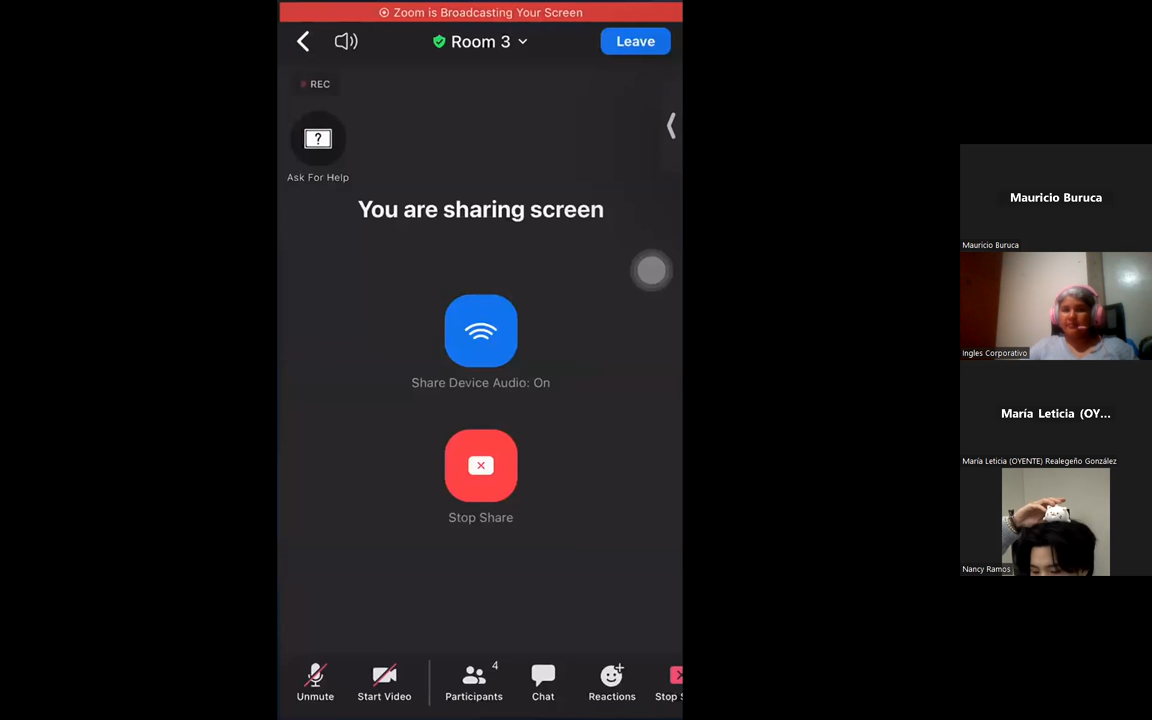 Zoom is Broadcasting Your Screen
Room 3
Leave
REC
?
Ask For Help
You are sharing screen
Share Device Audio: On
Stop Share
Unmute
Start Video
4
Participants
Chat
Reactions
Stop S
Mauricio Buruca
Mauricio Buruca
Ingles Corporativo
María Leticia (OY...
María Leticia (OYENTE) Realegeño González
Nancy Ramos